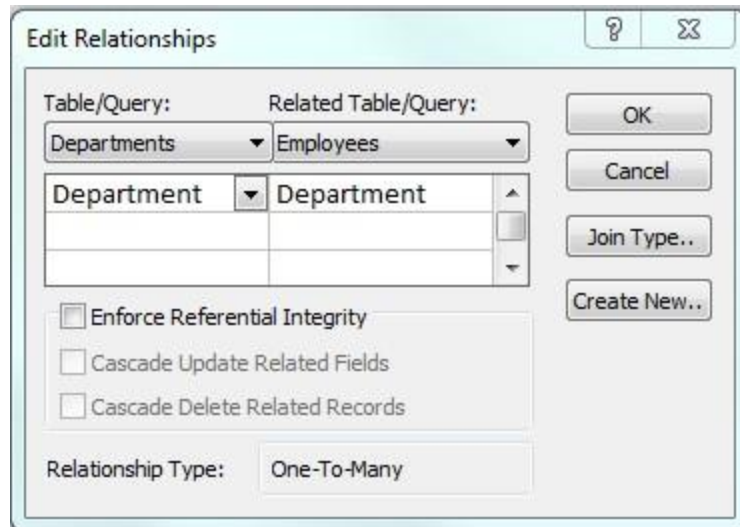 Edit Relationships
Table/Query: Related Table/Query:
Departments Employees
Department Department
OK
Cancel
Join Type..
Create New..
Enforce Referential Integrity
Cascade Update Related Fields
Cascade Delete Related Records
Relationship Type: One-To-Many